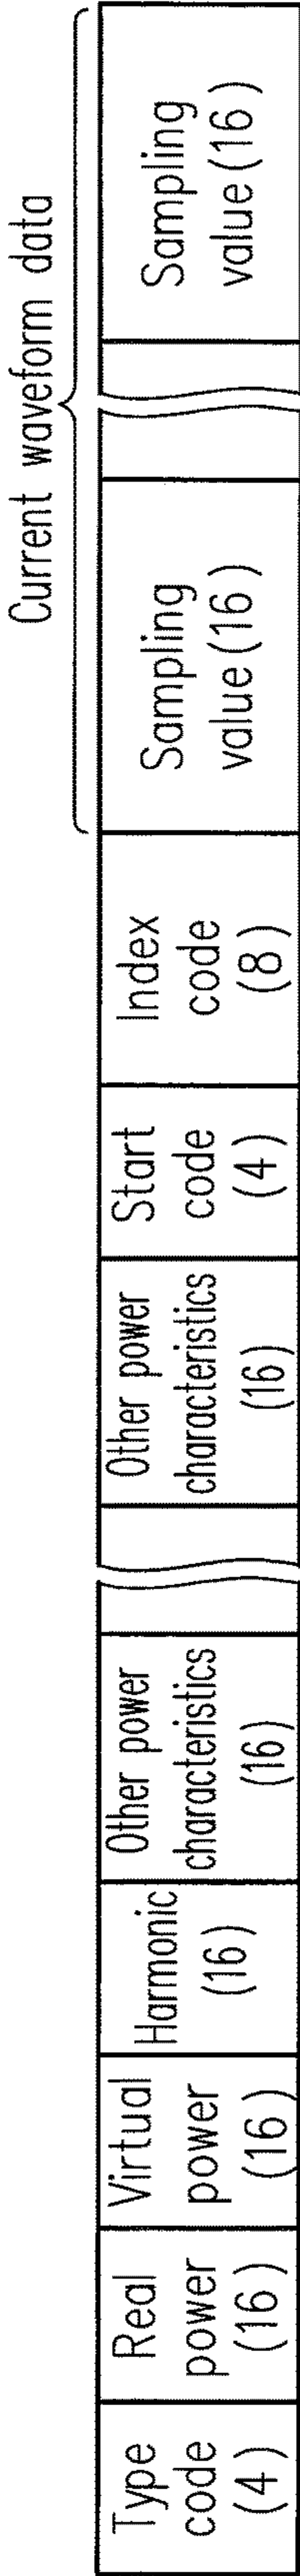 Current waveform data
Type
code
(4)
Real
power
(16)
Virtual
power
(16)
Harmonic
(16)
Other power
characteristics
(16)
Other power
characteristics
(16)
Start
code
(4)
Index
code
(8)
Sampling
value(16)
Sampling
value(16)